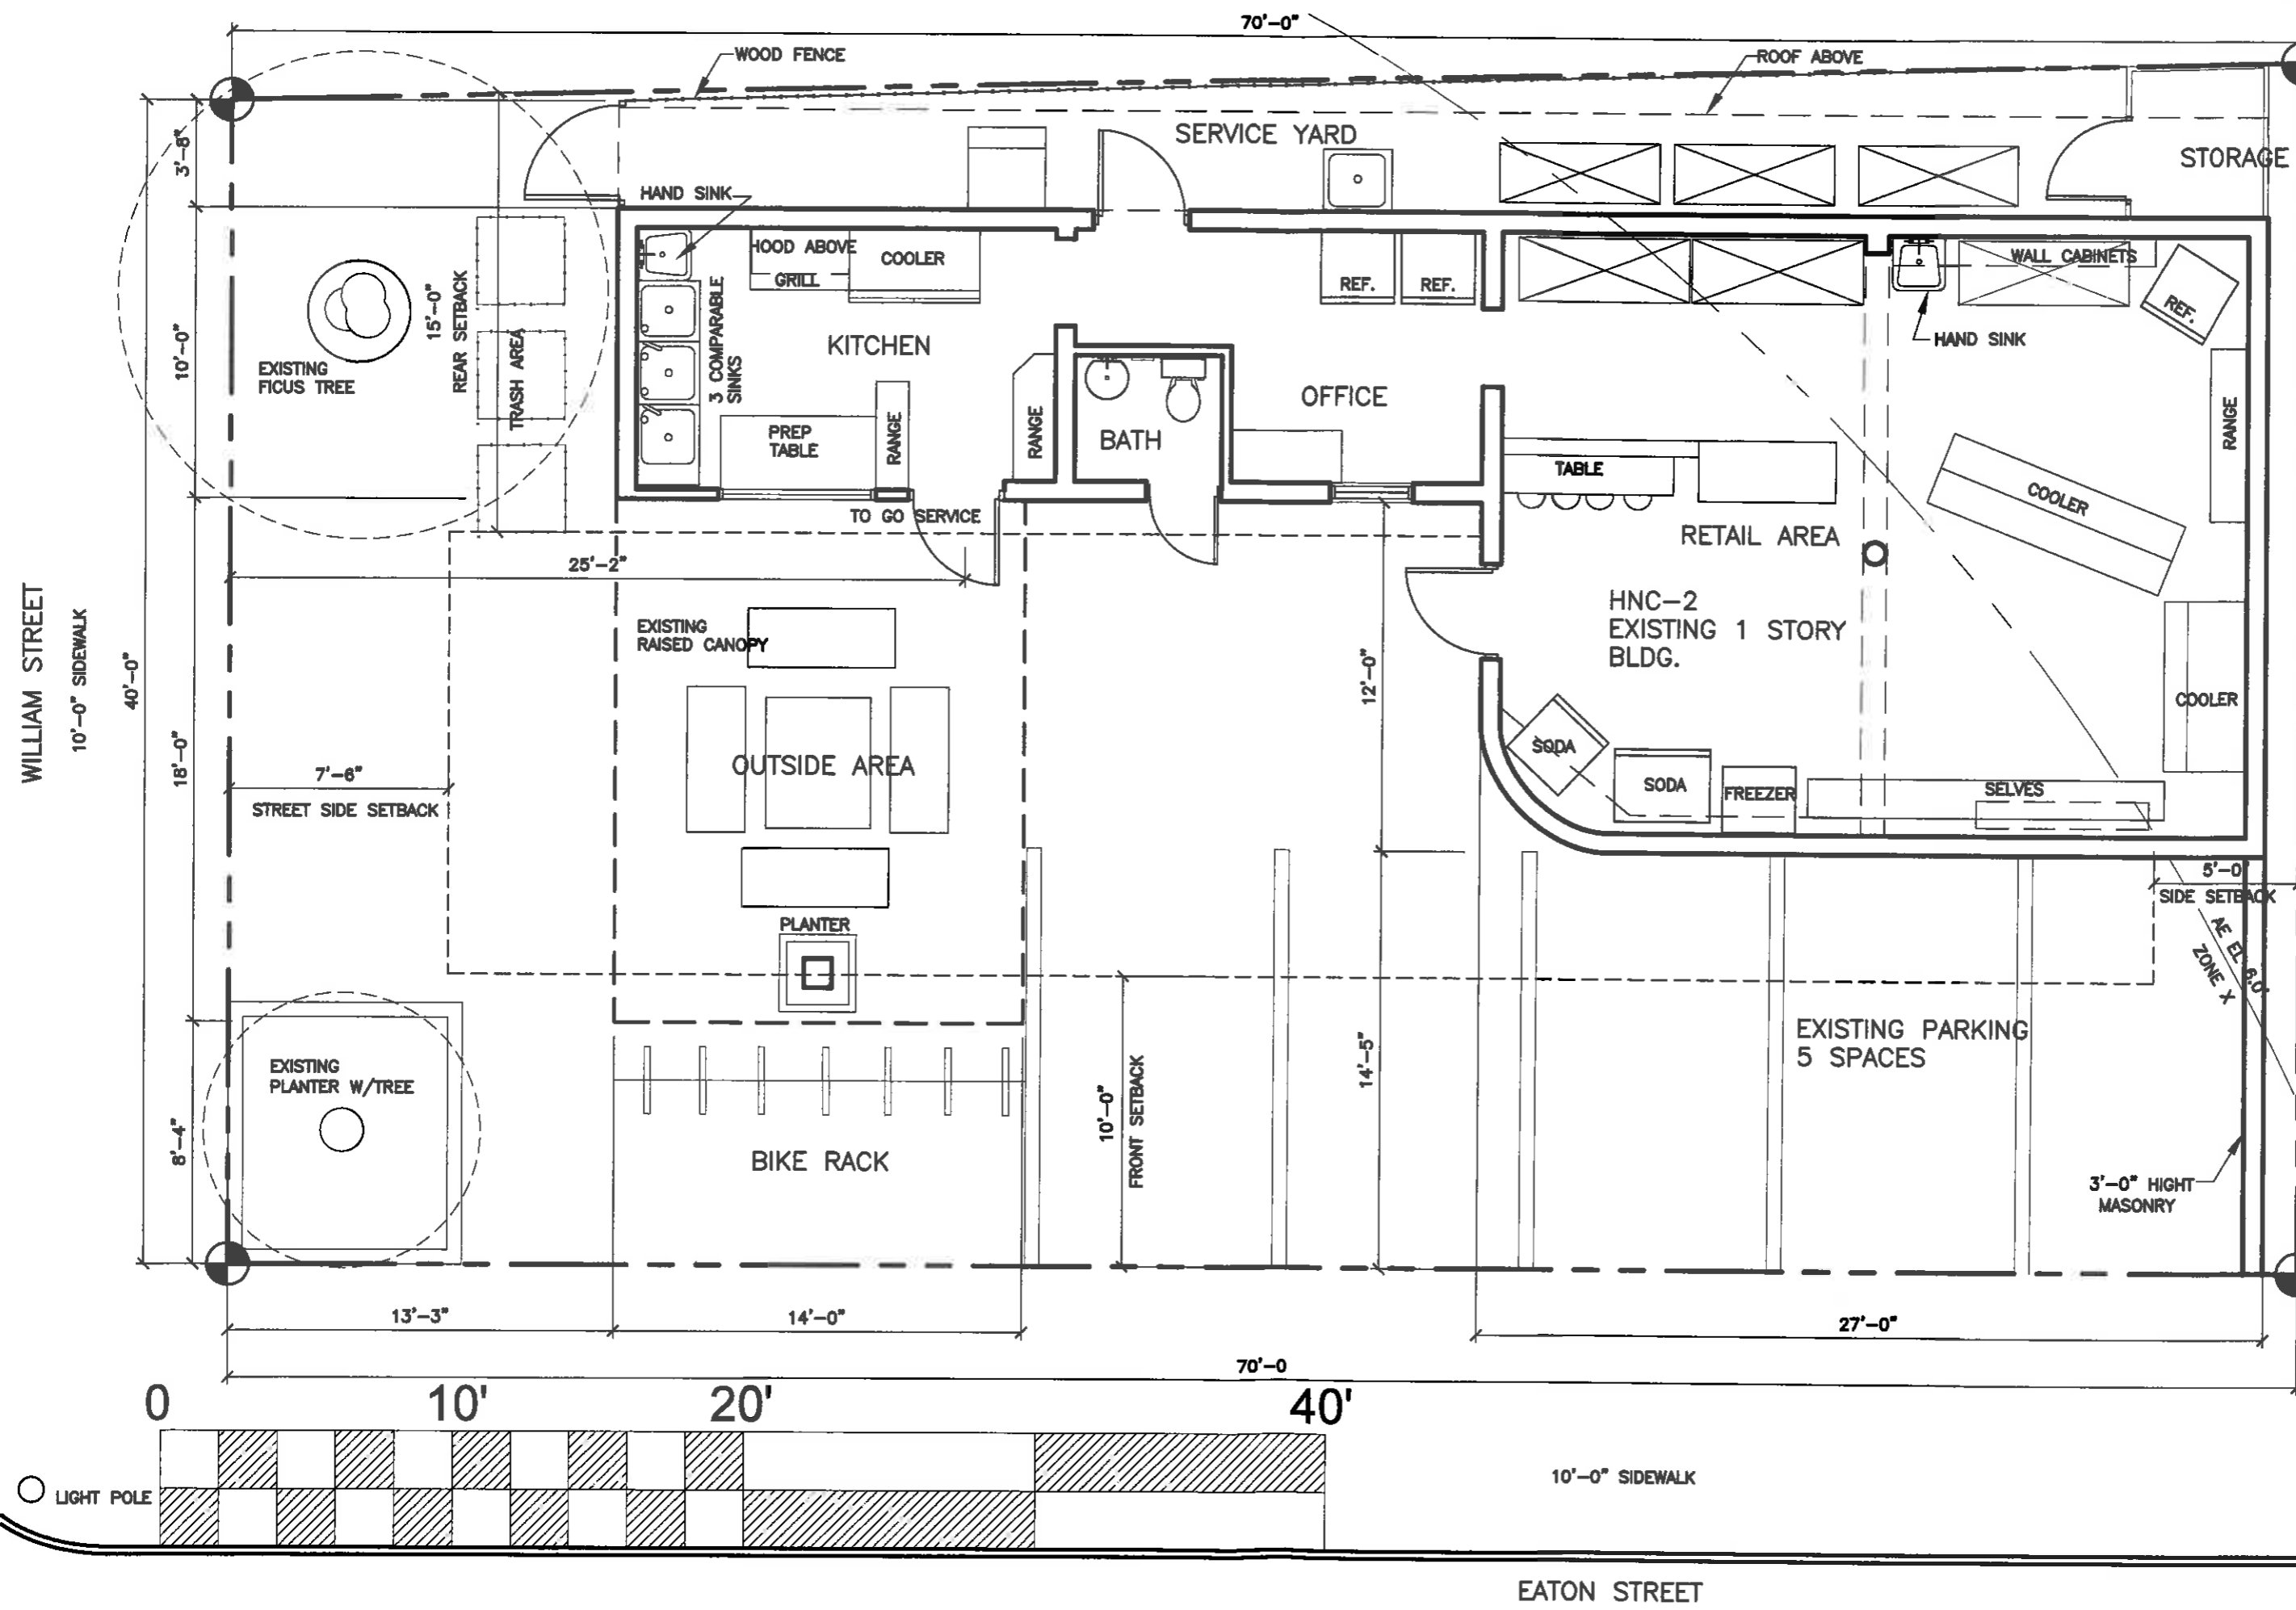 70'-0"
WOOD FENCE
ROOF ABOVE
SERVICE YARD
STORAGE
3'-8"
HAND SINK
HOOD ABOVE
GRILL
COOLER
REF.
REF.
WALL CABINETS
REF.
HAND SINK
3 COMPARABLE
SINKS
KITCHEN
15'-0"
REAR SETBACK
TRASH AREA
10'-0"
EXISTING
FICUS TREE
OFFICE
BATH
PREP
TABLE
RANGE
RANGE
RANGE
TABLE
COOLER
TO GO SERVICE
RETAIL AREA
25'-2"
HNC-2
EXISTING 1 STORY
BLDG.
EXISTING
RAISED CANOPY
WILLIAM STREET
10'-0" SIDEWALK
40'-0"
12'-0"
COOLER
SODA
SODA
FREEZER
SELVES
18'-0"
7'-6"
STREET SIDE SETBACK
OUTSIDE AREA
5'-0"
SIDE SETBACK
PLANTER
AE EL 6.0'
ZONE X
EXISTING PARKING
5 SPACES
14'-5"
10'-0"
FRONT SETBACK
EXISTING
PLANTER W/TREE
8'-4"
BIKE RACK
3'-0" HIGHT
MASONRY
13'-3"
14'-0"
27'-0"
70'-0
0
10'
20'
40'
LIGHT POLE
10'-0" SIDEWALK
EATON STREET